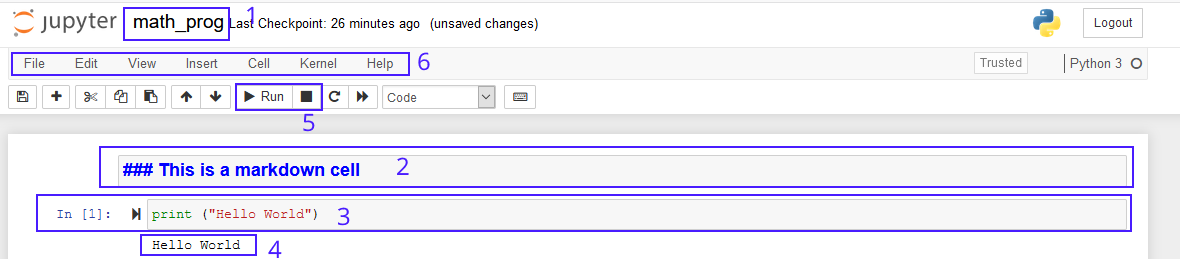 jupyter math_prog 1 Last Checkpoint: 26 minutes ago (unsaved changes) Logout
File Edit View Insert Cell Kernel Help 6 Trusted Python 3
Run Code
5
### This is a markdown cell 2
In [1]: print ("Hello World") 3
Hello World 4